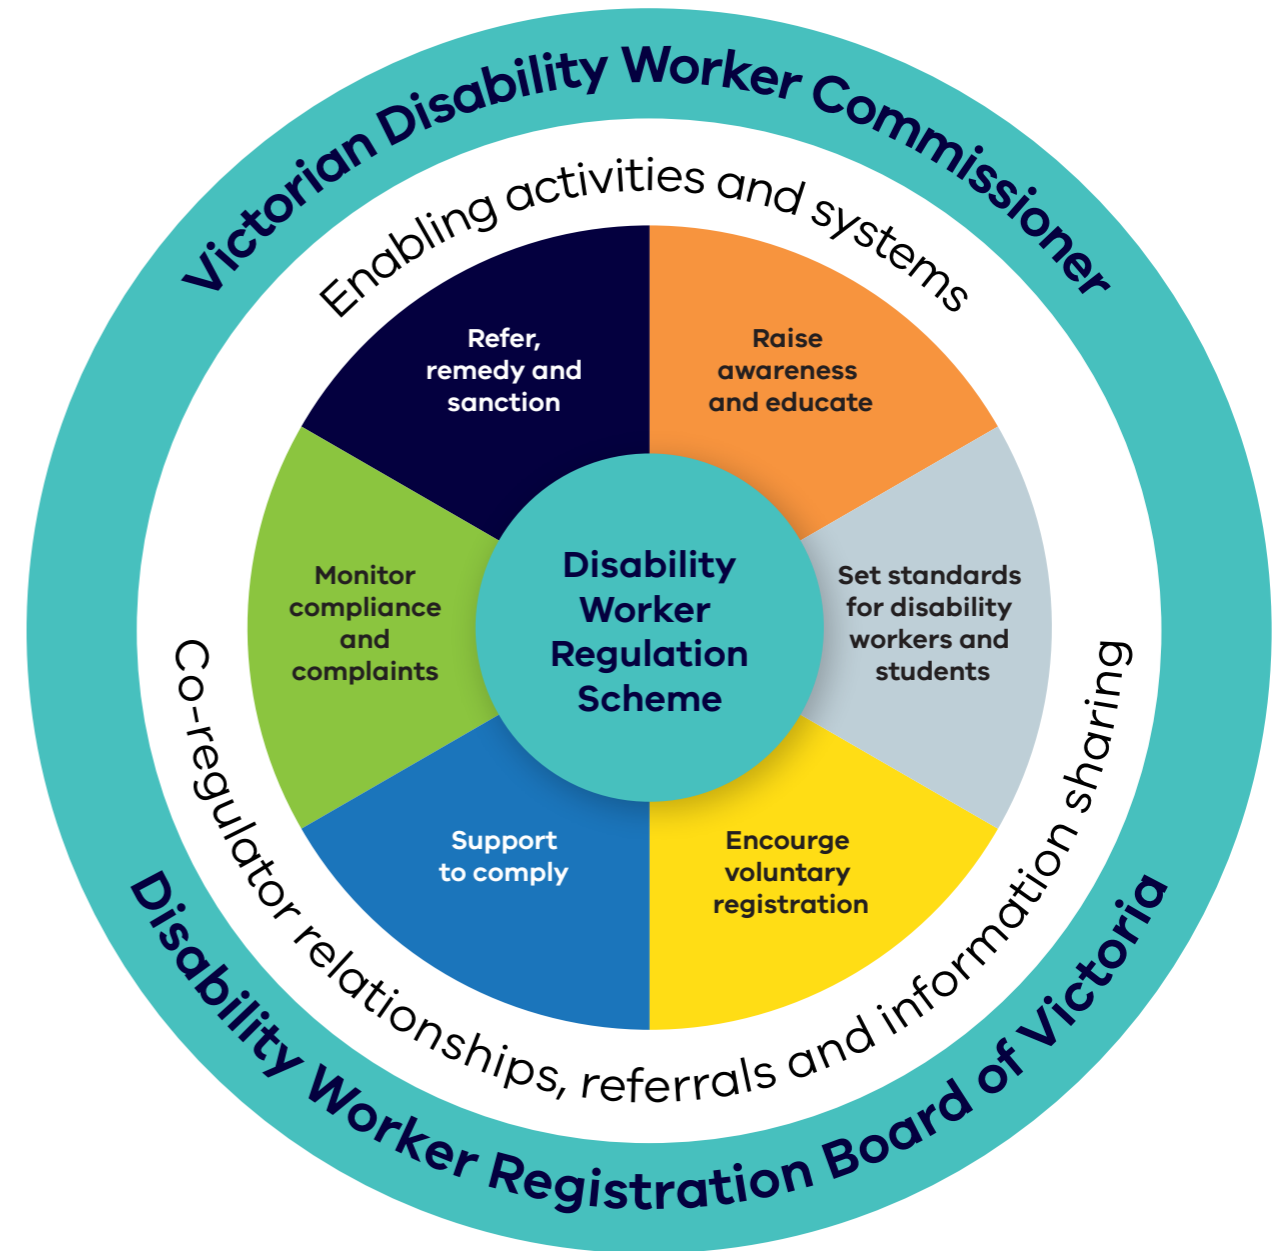 Victorian Disability Worker Commissioner
Enabling activities and systems
Refer,
remedy and
sanction
Raise
awareness
and educate
Monitor
compliance
and
complaints
Disability
Worker
Regulation
Scheme
Set standards
for disability
workers and
students
Support
to comply
Encourge
voluntary
registration
Co-regulator relationships, referrals and information sharing
Disability Worker Registration Board of Victoria